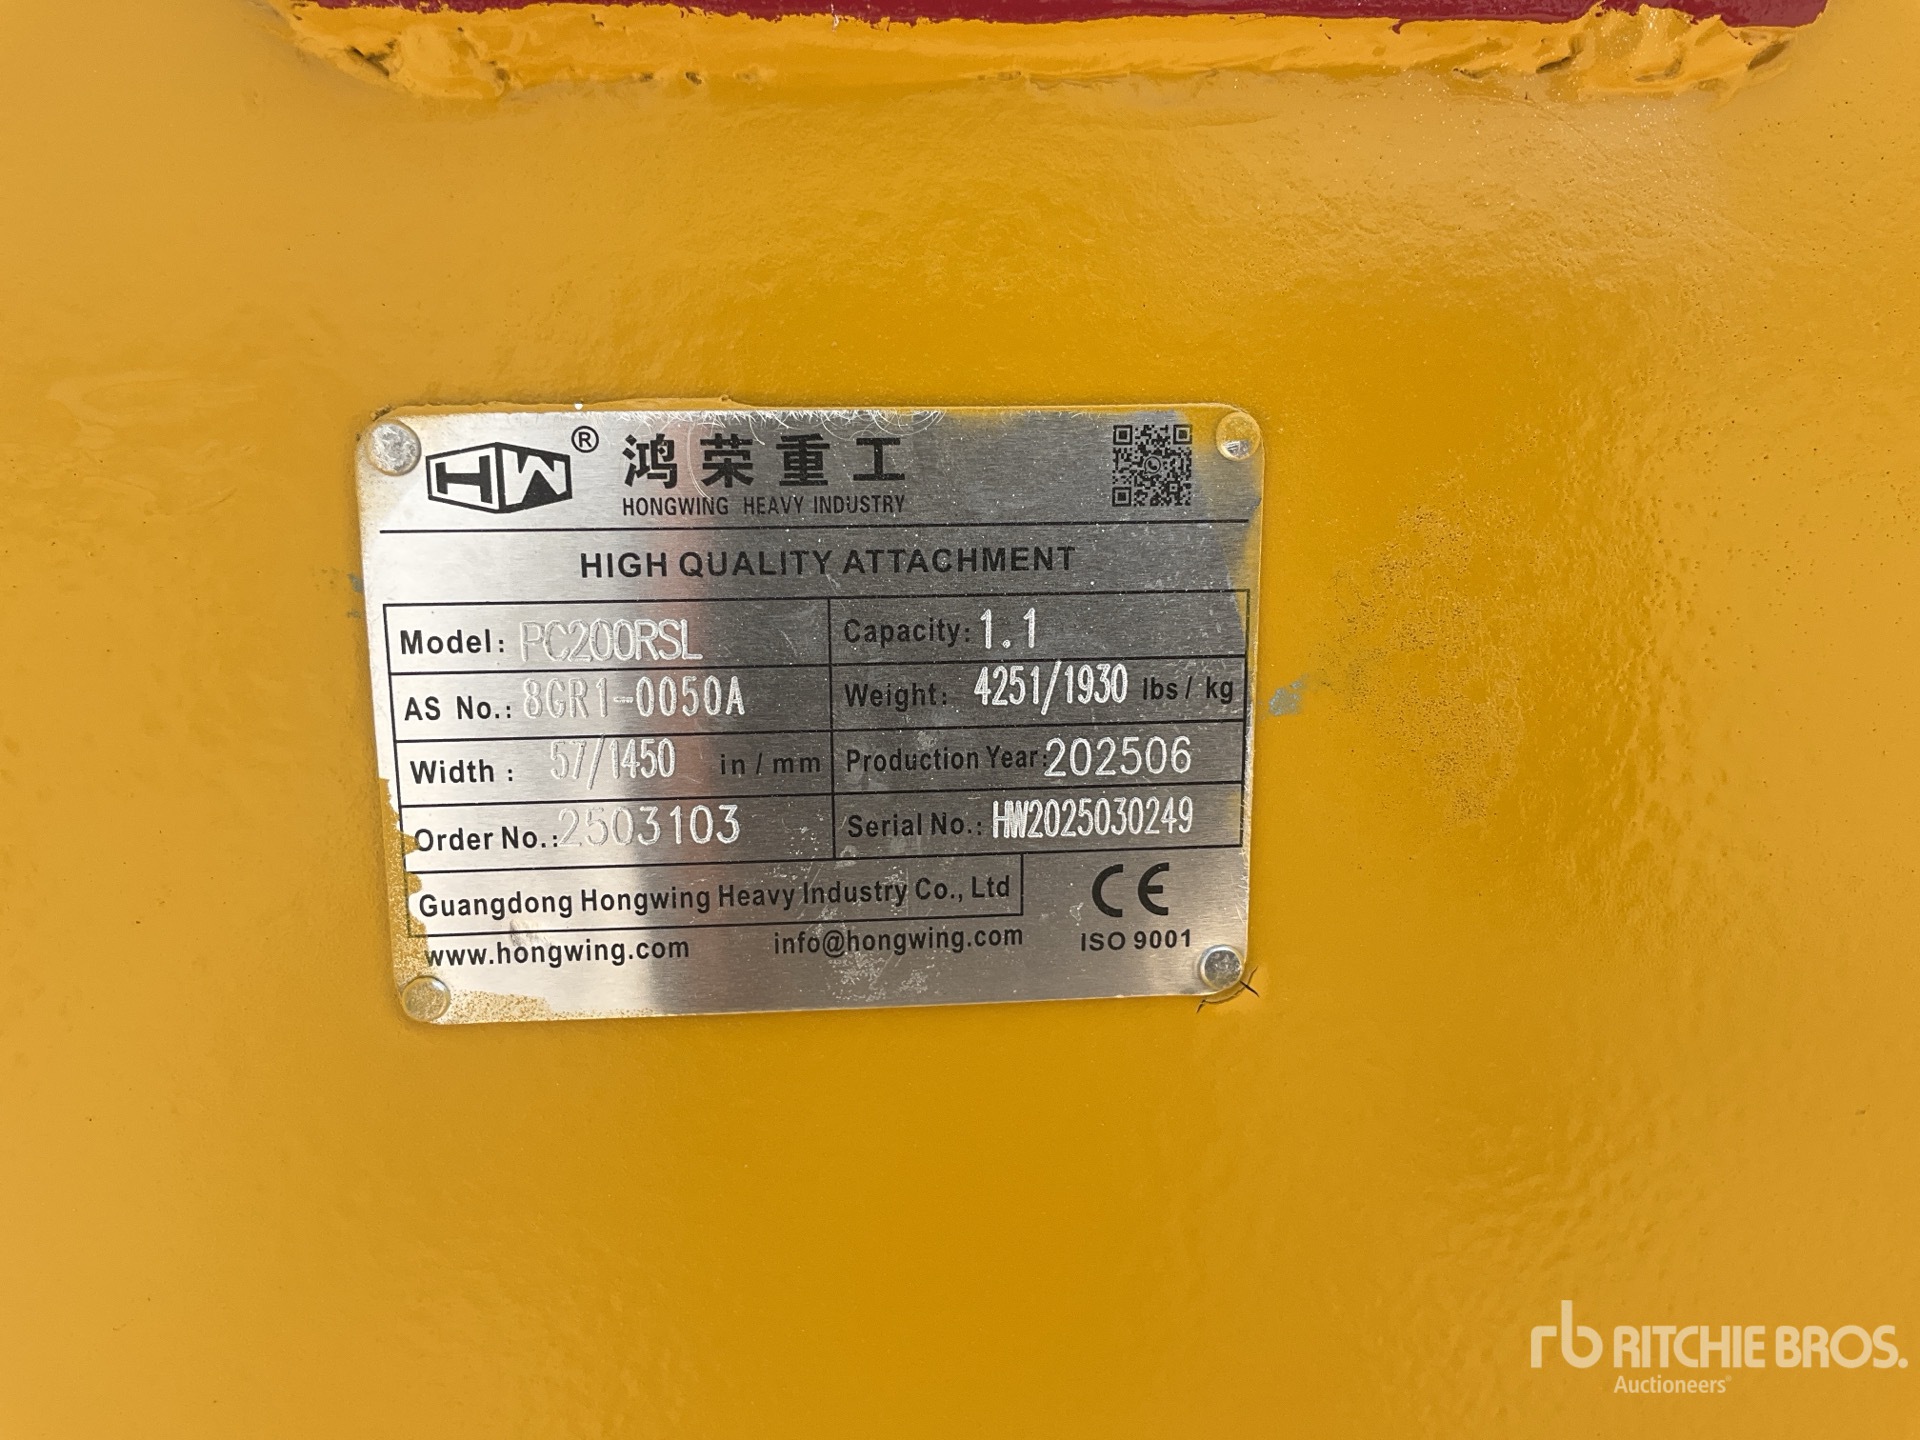 HW®
鸿荣重工
HONGWING HEAVY INDUSTRY
HIGH QUALITY ATTACHMENT
Model: PC200RSL
Capacity: 1.1
AS No.: 8GR1-0050A
Weight: 4251/1930 lbs / kg
Width : 57/1450 in / mm
Production Year: 202506
Order No.: 2503103
Serial No.: HW2025030249
Guangdong Hongwing Heavy Industry Co., Ltd
CE
www.hongwing.com
info@hongwing.com
ISO 9001
rb RITCHIE BROS.
Auctioneers